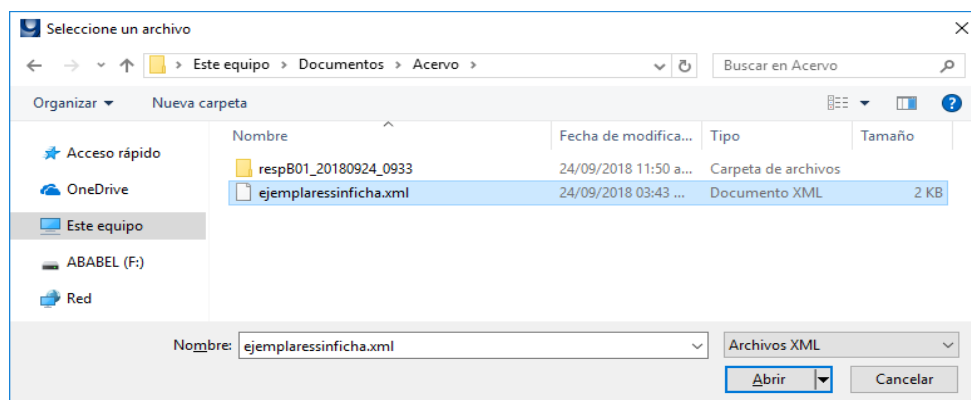 Seleccione un archivo
Este equipo > Documentos > Acervo >
Buscar en Acervo
Organizar
Nueva carpeta
?
Nombre
Fecha de modifica...
Tipo
Tamaño
Acceso rápido
OneDrive
Este equipo
ABABEL (F:)
Red
respB01_20180924_0933
24/09/2018 11:50 a...
Carpeta de archivos
ejemplaressinficha.xml
24/09/2018 03:43 ...
Documento XML
2 KB
Nombre:
ejemplaressinficha.xml
Archivos XML
Abrir
Cancelar